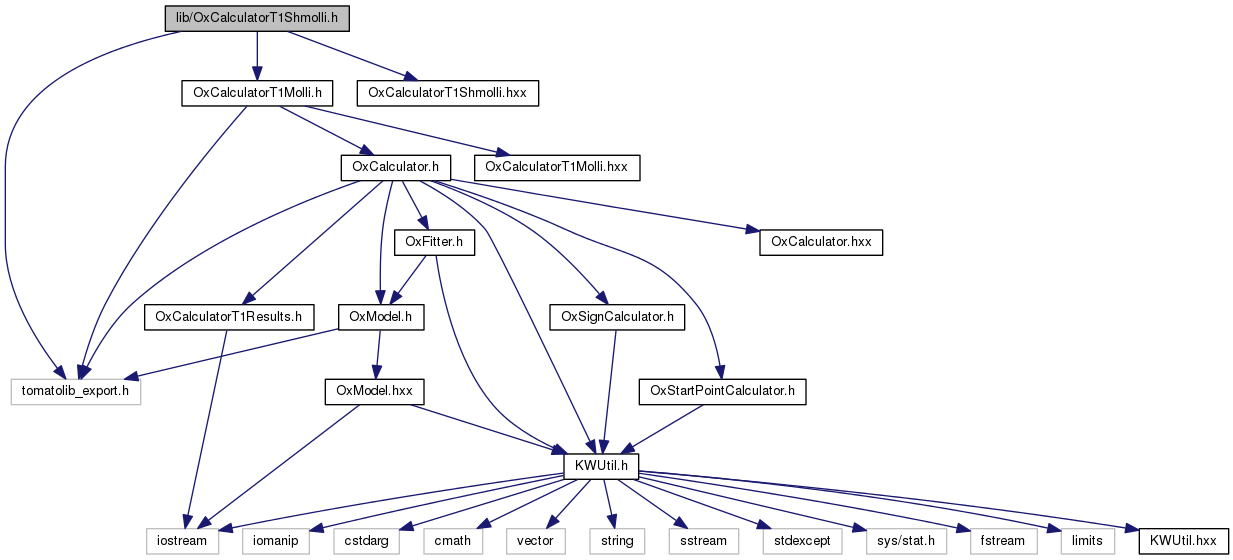 lib/OxCalculatorT1Shmolli.h
OxCalculatorT1Molli.h
OxCalculatorT1Shmolli.hxx
OxCalculator.h
OxCalculatorT1Molli.hxx
OxFitter.h
OxCalculator.hxx
OxCalculatorT1Results.h
OxModel.h
OxSignCalculator.h
tomatolib_export.h
OxModel.hxx
OxStartPointCalculator.h
KWUtil.h
iostream
iomanip
cstdarg
cmath
vector
string
sstream
stdexcept
sys/stat.h
fstream
limits
KWUtil.hxx